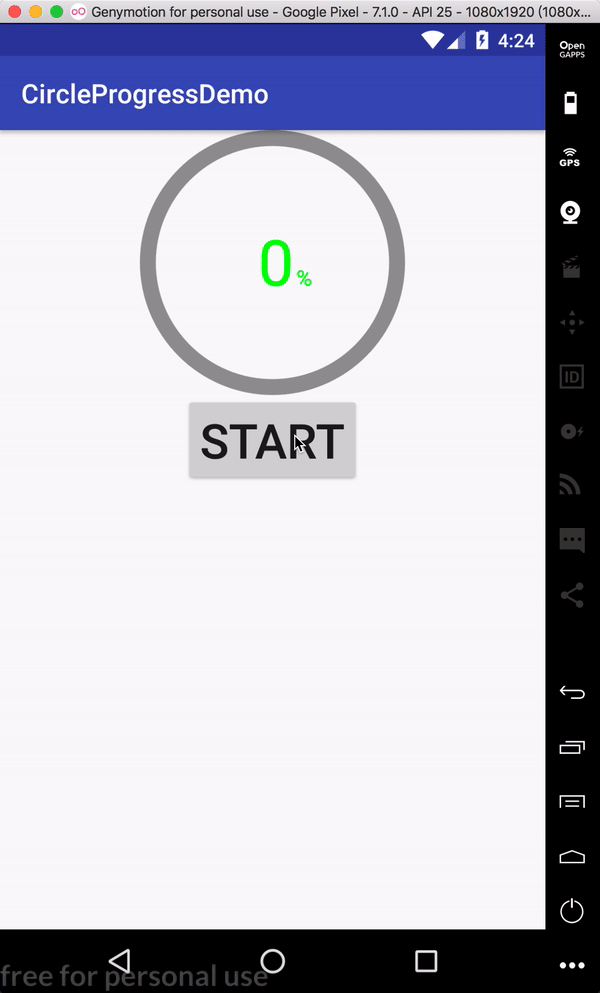 Genymotion for personal use - Google Pixel - 7.1.0 - API 25 - 1080x1920 (1080x...
4:24
Open
GAPPS
CircleProgressDemo
GPS
0%
ID
START
free for personal use